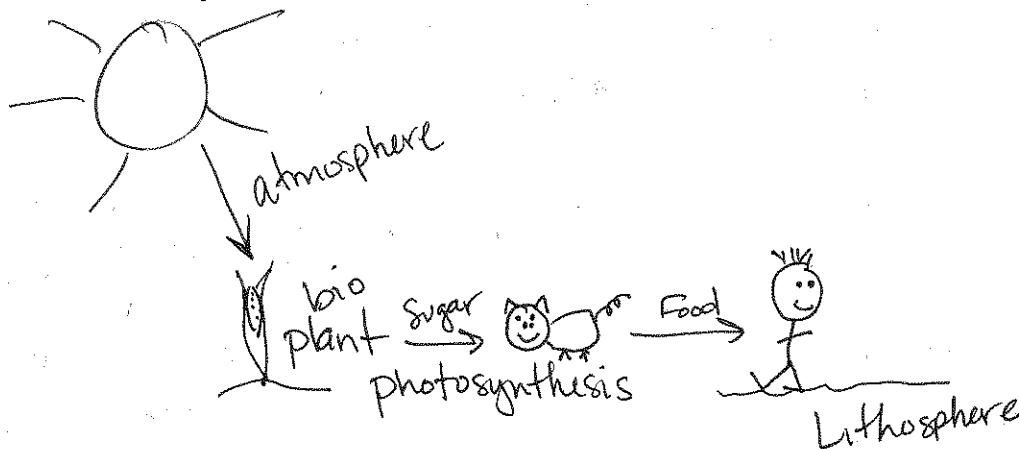 atmosphere
bio
plant
Sugar
Food
photosynthesis
Lithosphere